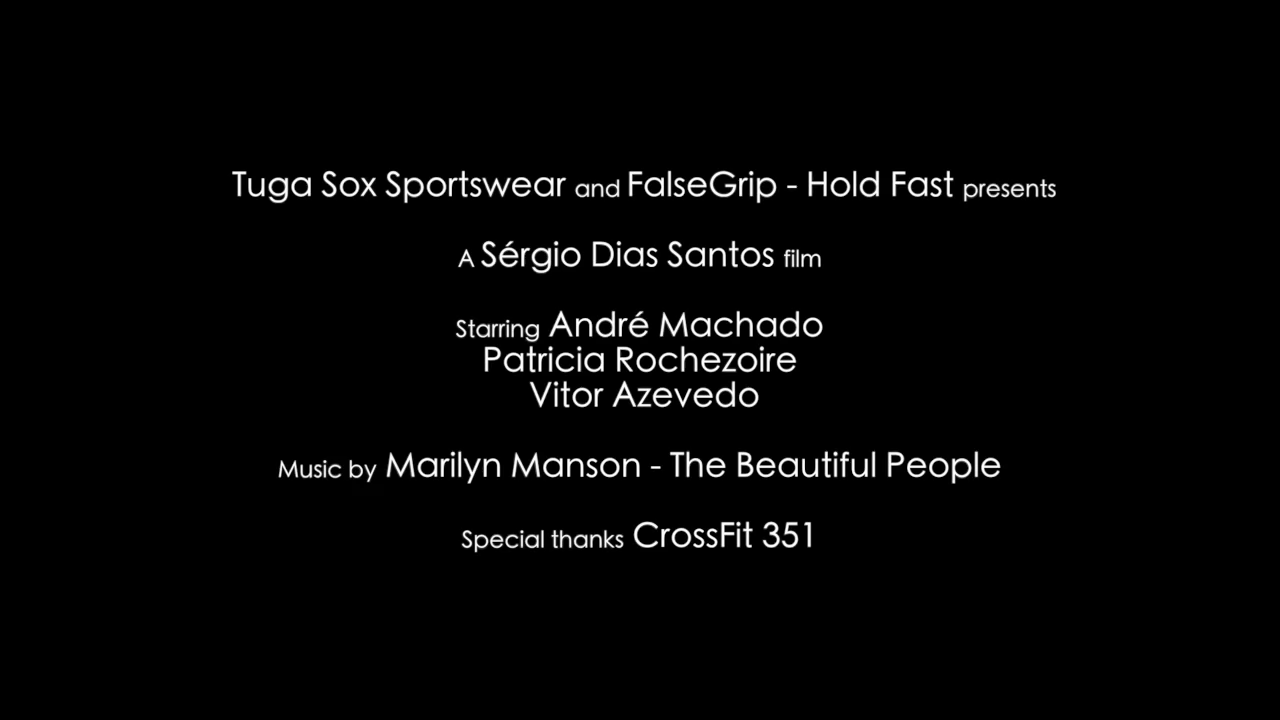 Tuga Sox Sportswear and FalseGrip - Hold Fast presents
A Sérgio Dias Santos film
Starring André Machado
Patricia Rochezoire
Vitor Azevedo
Music by Marilyn Manson - The Beautiful People
Special thanks CrossFit 351